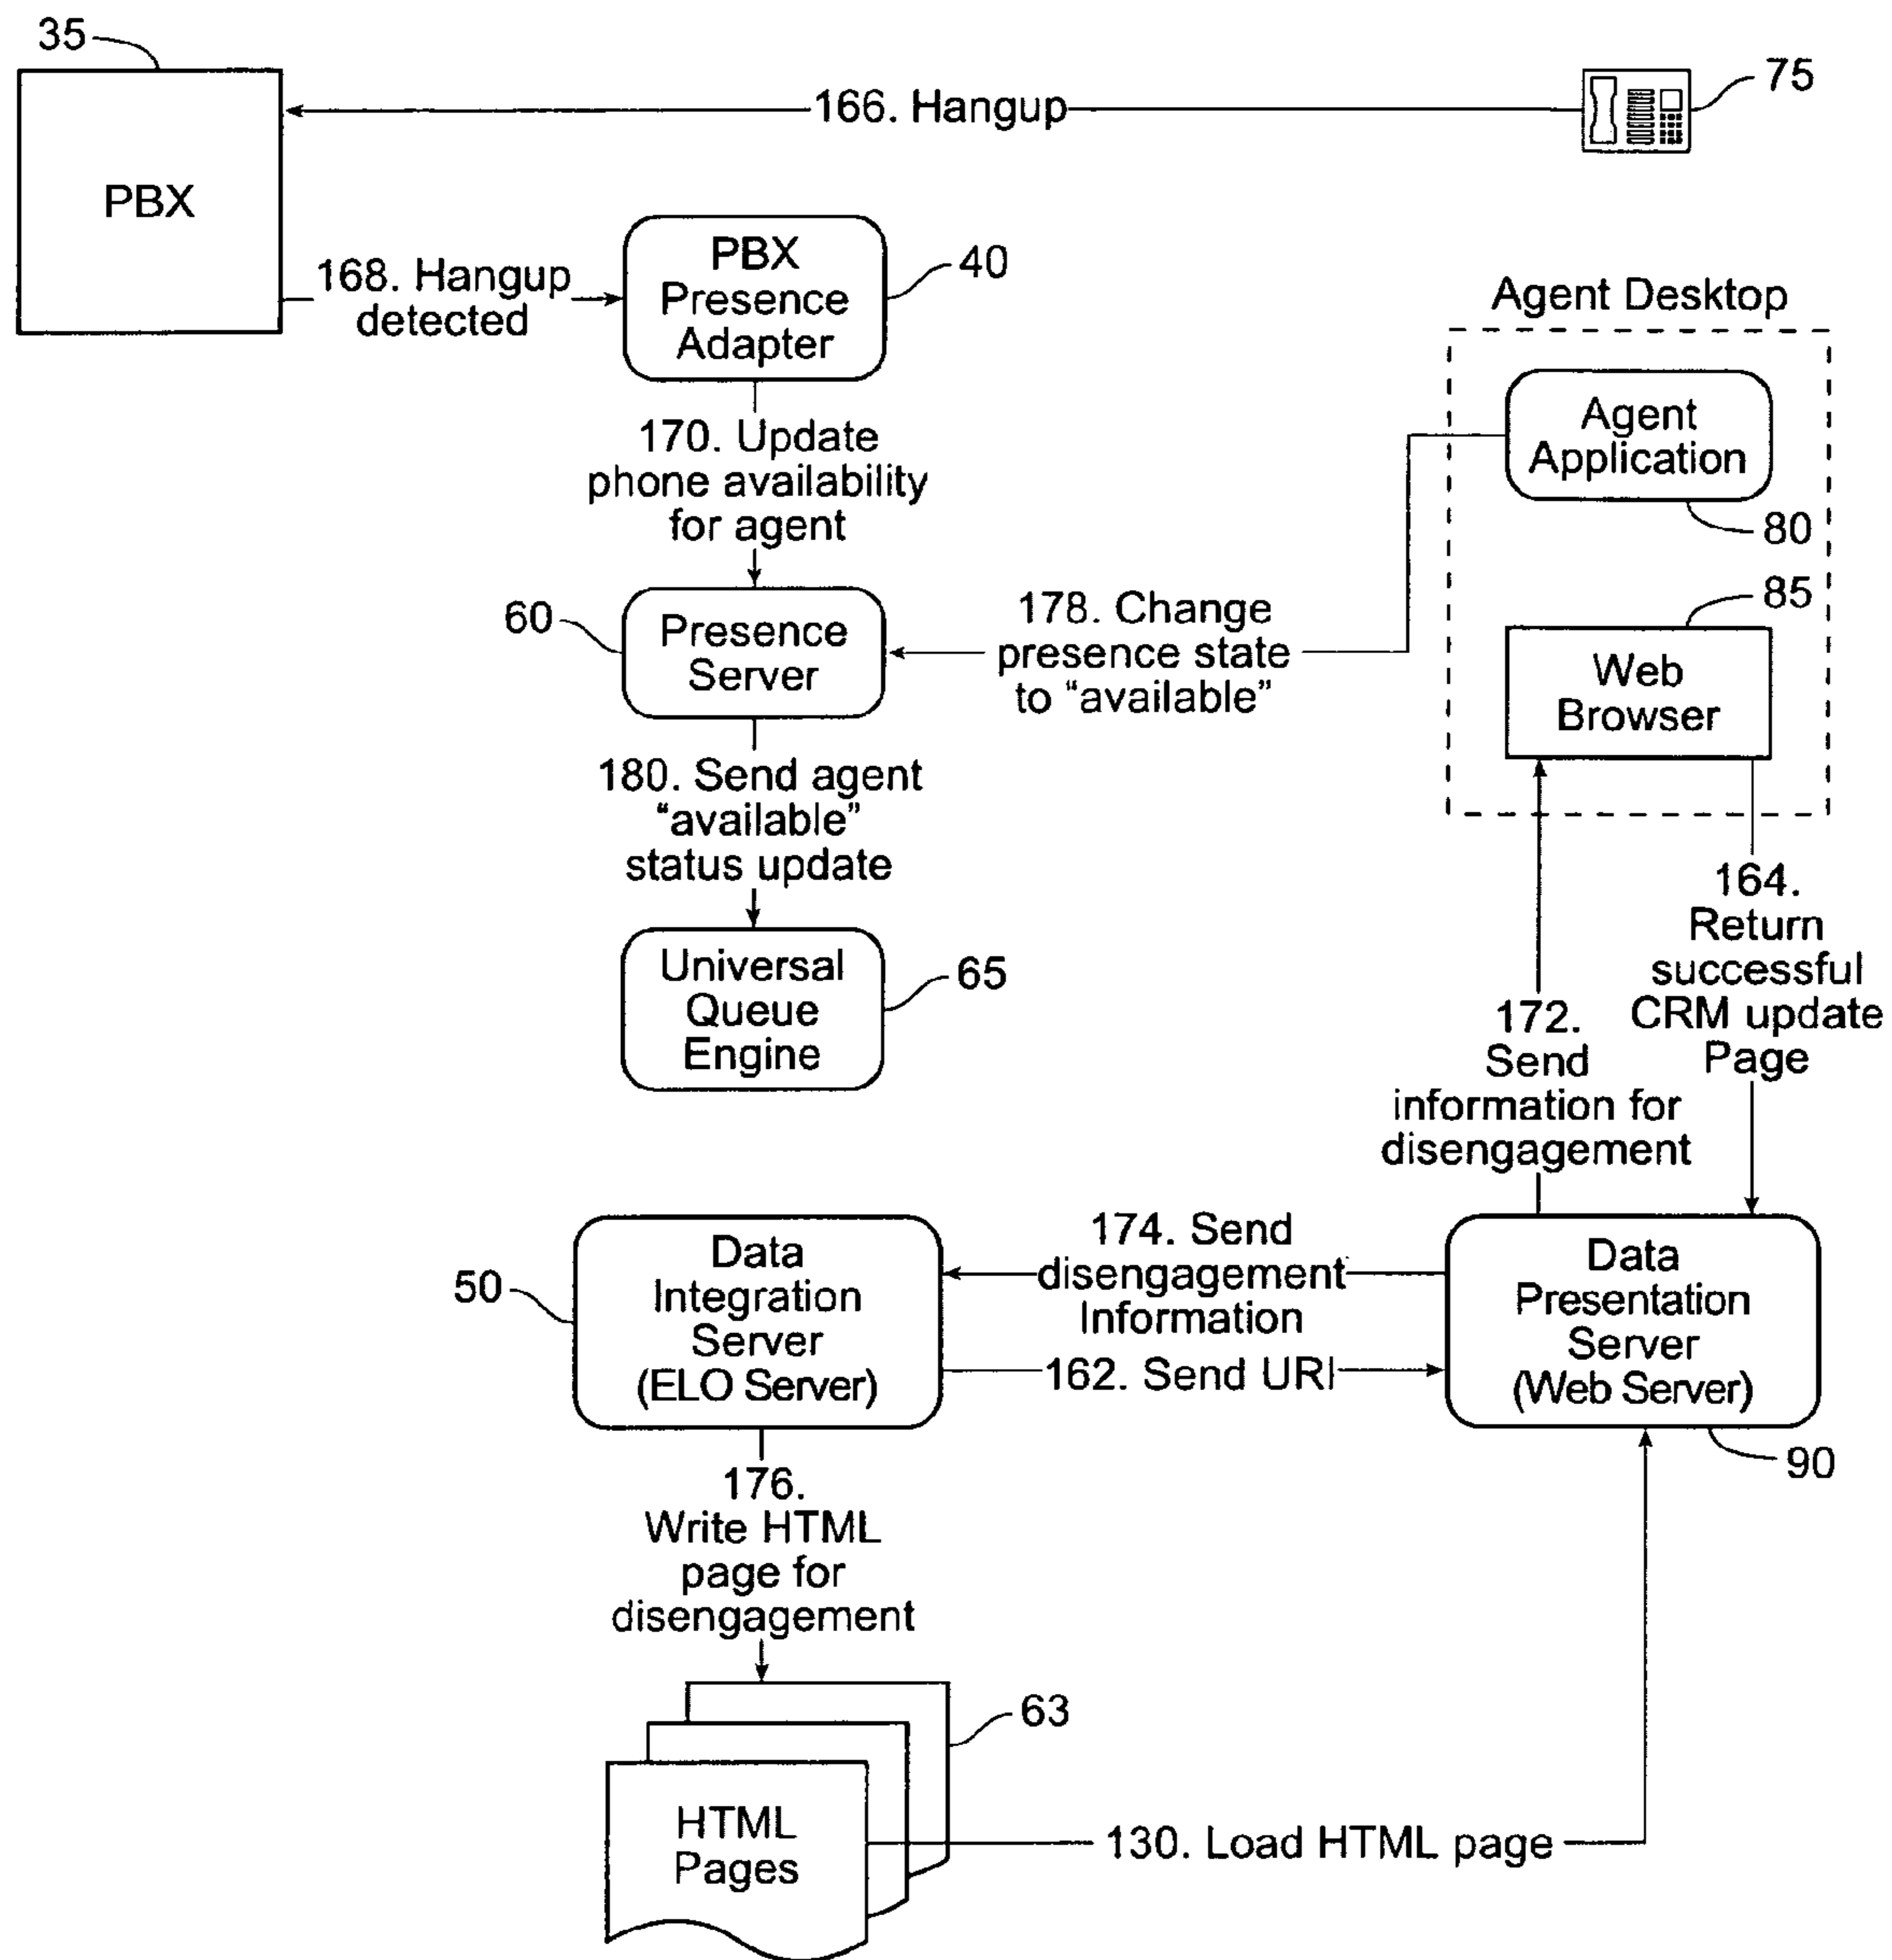 35
166. Hangup
75
PBX
168. Hangup
detected
PBX
Presence
Adapter
40
Agent Desktop
Agent
Application
80
170. Update
phone availability
for agent
60
Presence
Server
178. Change
presence state
to “available”
85
Web
Browser
180. Send agent
“available”
status update
Universal
Queue
Engine
65
164.
Return
successful
CRM update
Page
172.
Send
information for
disengagement
50
Data
Integration
Server
(ELO Server)
174. Send
disengagement
Information
162. Send URI
Data
Presentation
Server
(Web Server)
90
176.
Write HTML
page for
disengagement
63
HTML
Pages
130. Load HTML page